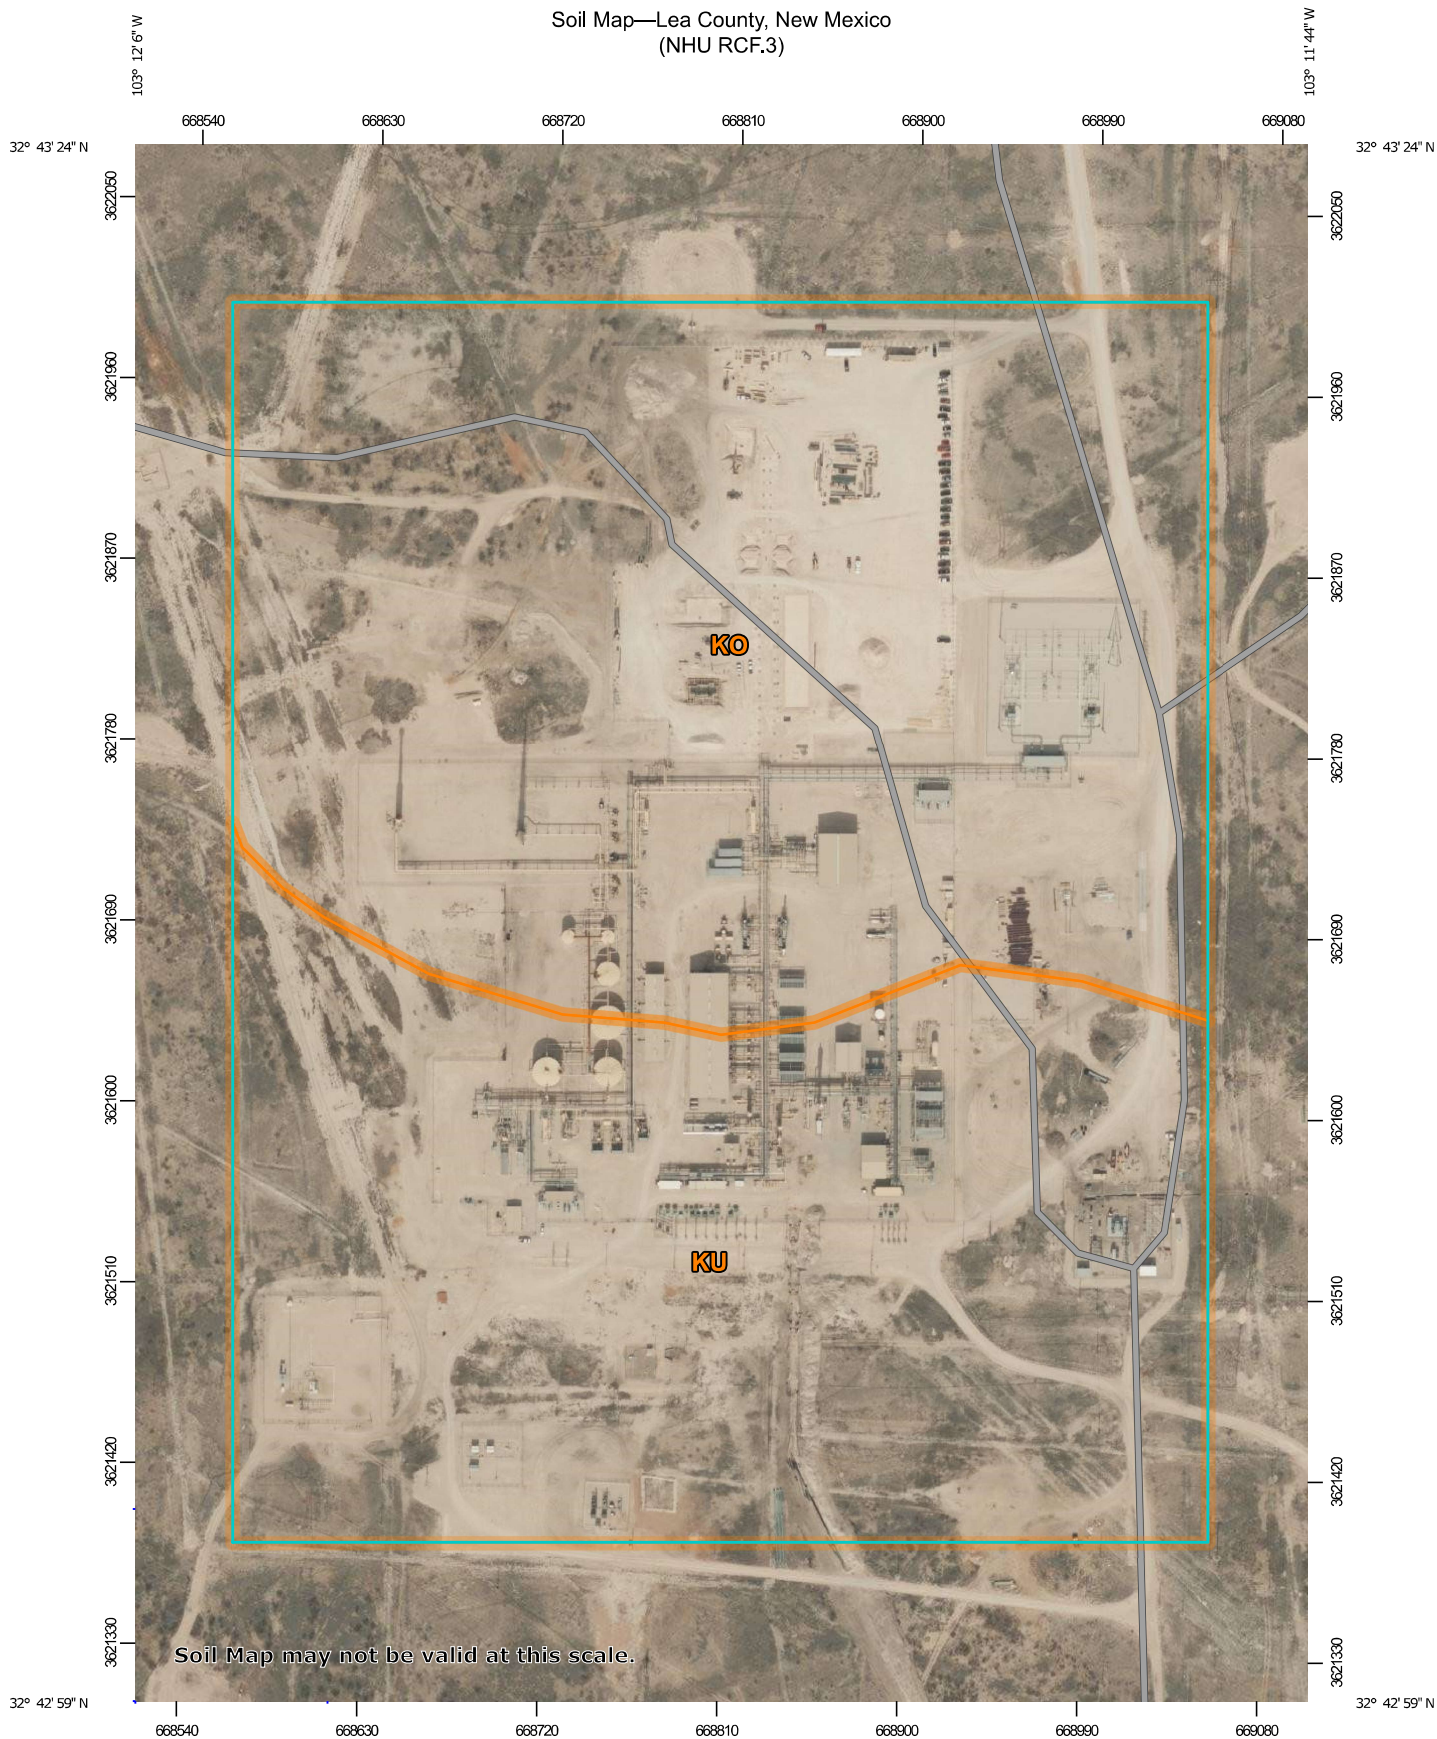 Soil Map—Lea County, New Mexico
(NHU RCF.3)
103° 12' 6" W
103° 11' 44" W
668540 668630 668720 668810 668900 668990 669080
32° 43' 24" N
32° 43' 24" N
3622050
3622050
3621960
3621960
3621870
3621870
KO
3621780
3621780
3621690
3621690
3621600
3621600
KU
3621510
3621510
3621420
3621420
3621330
3621330
Soil Map may not be valid at this scale.
32° 42' 59" N
32° 42' 59" N
668540 668630 668720 668810 668900 668990 669080